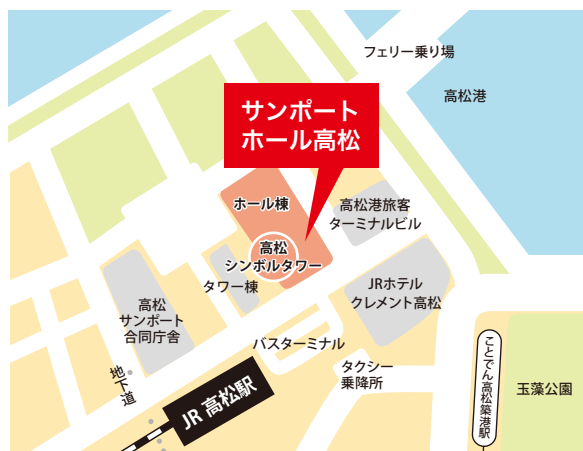 フェリー乗り場
高松港
サンポート
ホール高松
ホール棟
高松港旅客
ターミナルビル
高松
シンボルタワー
タワー棟
JRホテル
クレメント高松
高松
サンポート
合同庁舎
バスターミナル
タクシー
乗降所
地下道
JR 高松駅
ことでん高松築港駅
玉藻公園